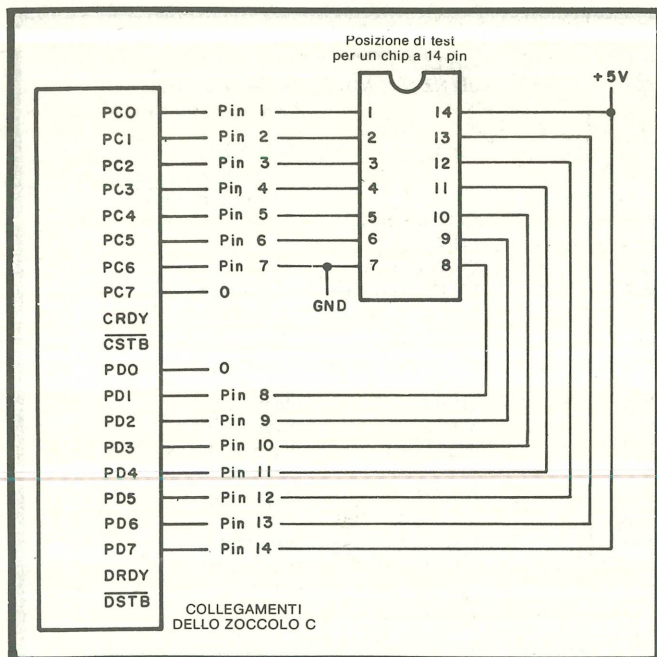 Posizione di test
per un chip a 14 pin
+5V
PC0 Pin 1 1 14
PC1 Pin 2 2 13
PC2 Pin 3 3 12
PC3 Pin 4 4 11
PC4 Pin 5 5 10
PC5 Pin 6 6 9
PC6 Pin 7 7 8
PC7 0
GND
CRDY
CSTB
PD0 0
PD1 Pin 8
PD2 Pin 9
PD3 Pin 10
PD4 Pin 11
PD5 Pin 12
PD6 Pin 13
PD7 Pin 14
DRDY
DSTB
COLLEGAMENTI
DELLO ZOCCOLO C